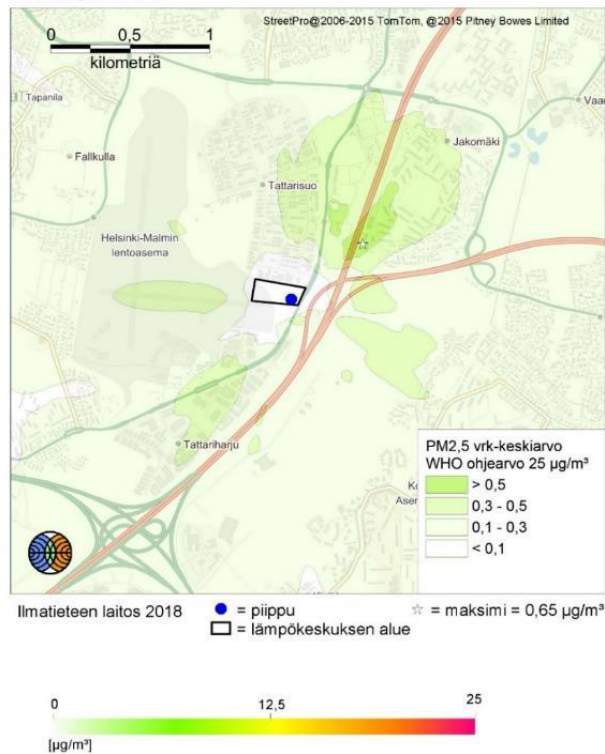 StreetPro@2006-2015 TomTom, @2015 Pitney Bowes Limited
0 0,5 1
kilometriä
Tapanila
Vaar
Fallkulla
Jakomäki
Tattarisuo
Helsinki-Malmin
lentoasema
Tattariharju
PM2,5 vrk-keskiarvo
WHO ohjearvo 25 µg/m³
> 0,5
0,3 - 0,5
0,1 - 0,3
< 0,1
Ko
Asem
Ilmatieteen laitos 2018
= piippu
= maksimi = 0,65 µg/m³
= lämpökeskuksen alue
0 12,5 25
[µg/m³]